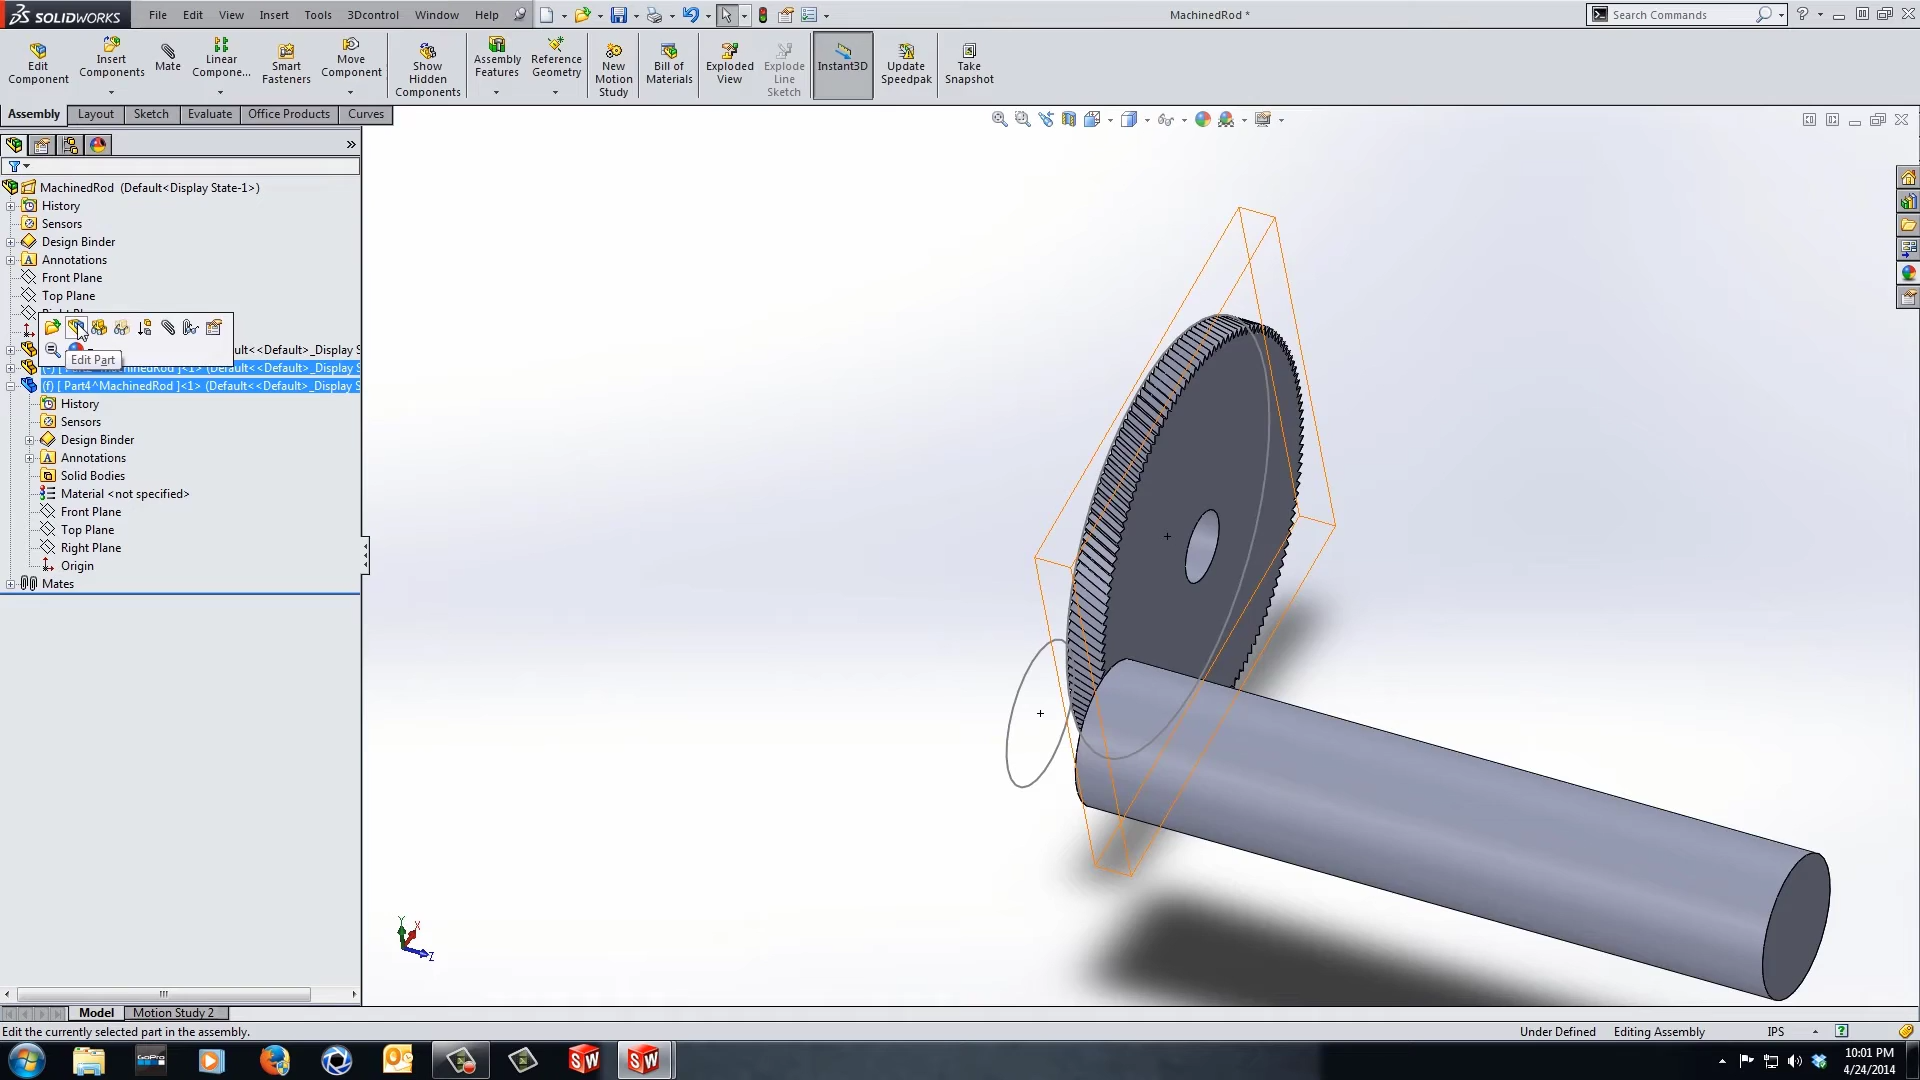 SOLIDWORKS File Edit View Insert Tools 3Dcontrol Window Help MachinedRod * Search Commands
Edit Component
Insert Components
Mate
Linear Compone...
Smart Fasteners
Move Component
Show Hidden Components
Assembly Features
Reference Geometry
New Motion Study
Bill of Materials
Exploded View
Explode Line Sketch
Instant3D
Update Speedpak
Take Snapshot
Assembly Layout Sketch Evaluate Office Products Curves
MachinedRod (Default<Display State-1>)
History
Sensors
Design Binder
Annotations
Front Plane
Top Plane
ult<<Default>_Display S
Edit Part
(Default<<Default>_Display S
(f) [ Part4^MachinedRod ]<1> (Default<<Default>_Display S
History
Sensors
Design Binder
Annotations
Solid Bodies
Material <not specified>
Front Plane
Top Plane
Right Plane
Origin
Mates
Y
X
Z
Model Motion Study 2
Edit the currently selected part in the assembly. Under Defined Editing Assembly IPS
GoPro
SW
SW
10:01 PM
4/24/2014